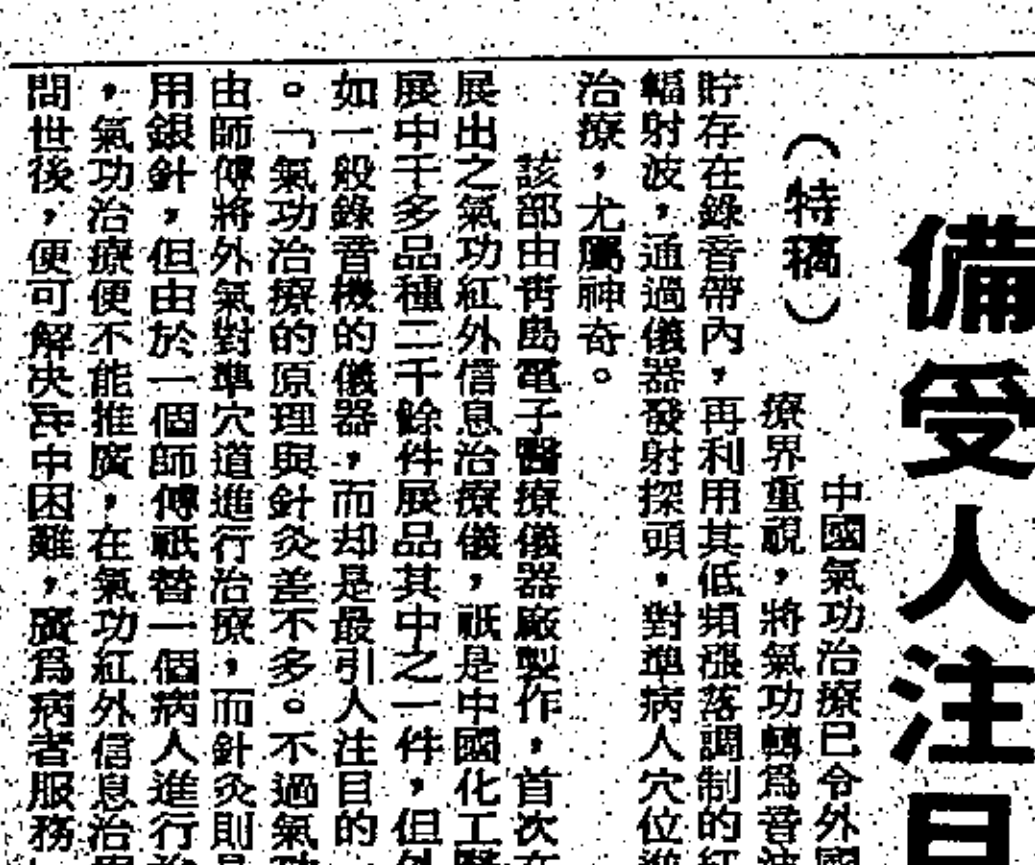 備受人注目
（特稿）
中國氣功治療已令外國
療界重視，將氣功轉爲音波
貯存在錄音帶內，再利用其低頻漲落調制的紅
輻射波，通過儀器發射探頭，對準病人穴位進
治療，尤屬神奇。
該部由靑島電子醫療儀器廠製作，首次在
展出之氣功紅外信息治療儀，祇是中國化工醫
展中千多品種二千餘件展品其中之一件，但外
如一般錄音機的儀器，而却是最引人注目的
。「氣功治療的原理與針灸差不多。不過氣功
由師傅將外氣對準穴道進行治療，而針灸則是
用銀針，但由於一個師傅祇替一個病人進行治
，氣功治療便不能推廣，在氣功紅外信息治療
問世後，便可解決其中困難，廣爲病者服務